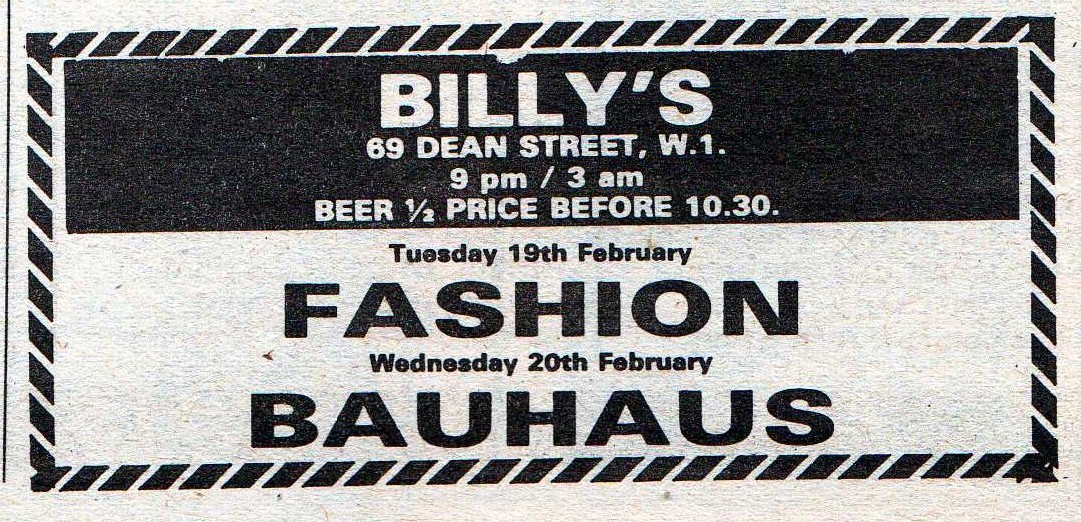 BILLY'S
69 DEAN STREET, W.1.
9 pm / 3 am
BEER ½ PRICE BEFORE 10.30.
Tuesday 19th February
FASHION
Wednesday 20th February
BAUHAUS